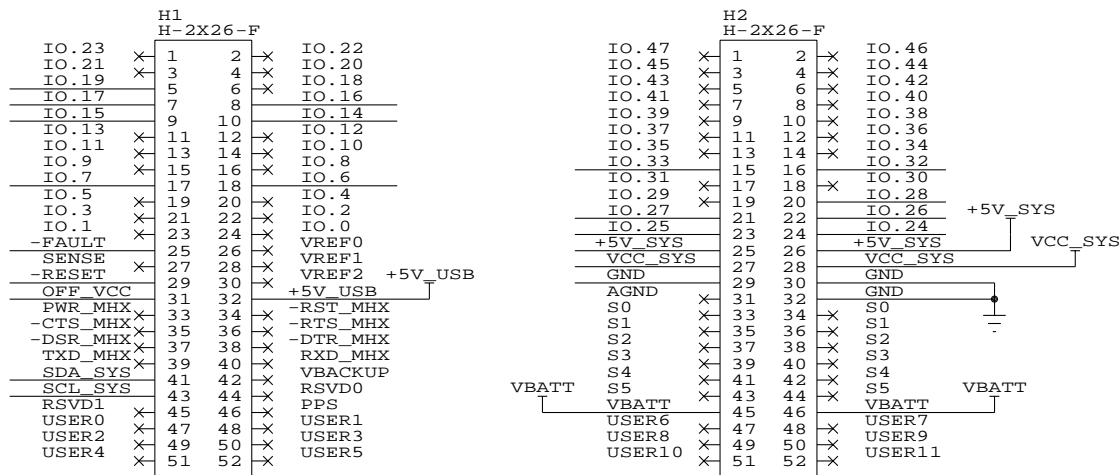 H1
H-2X26-F
IO.23 1 2 IO.22
IO.21 3 4 IO.20
IO.19 5 6 IO.18
IO.17 7 8 IO.16
IO.15 9 10 IO.14
IO.13 11 12 IO.12
IO.11 13 14 IO.10
IO.9 15 16 IO.8
IO.7 17 18 IO.6
IO.5 19 20 IO.4
IO.3 21 22 IO.2
IO.1 23 24 IO.0
-FAULT 25 26 VREF0
SENSE 27 28 VREF1
-RESET 29 30 VREF2
OFF_VCC 31 32 +5V_USB +5V_USB
PWR_MHX 33 34 -RST_MHX
-CTS_MHX 35 36 -RTS_MHX
-DSR_MHX 37 38 -DTR_MHX
TXD_MHX 39 40 RXD_MHX
SDA_SYS 41 42 VBACKUP
SCL_SYS 43 44 RSVD0
RSVD1 45 46 PPS
USER0 47 48 USER1
USER2 49 50 USER3
USER4 51 52 USER5
H2
H-2X26-F
IO.47 1 2 IO.46
IO.45 3 4 IO.44
IO.43 5 6 IO.42
IO.41 7 8 IO.40
IO.39 9 10 IO.38
IO.37 11 12 IO.36
IO.35 13 14 IO.34
IO.33 15 16 IO.32
IO.31 17 18 IO.30
IO.29 19 20 IO.28
IO.27 21 22 IO.26
IO.25 23 24 IO.24
+5V_SYS 25 26 +5V_SYS +5V_SYS
VCC_SYS 27 28 VCC_SYS VCC_SYS
GND 29 30 GND
AGND 31 32 GND
S0 33 34 S0
S1 35 36 S1
S2 37 38 S2
S3 39 40 S3
S4 41 42 S4
S5 43 44 S5
VBATT VBATT 45 46 VBATT VBATT
USER6 47 48 USER7
USER8 49 50 USER9
USER10 51 52 USER11